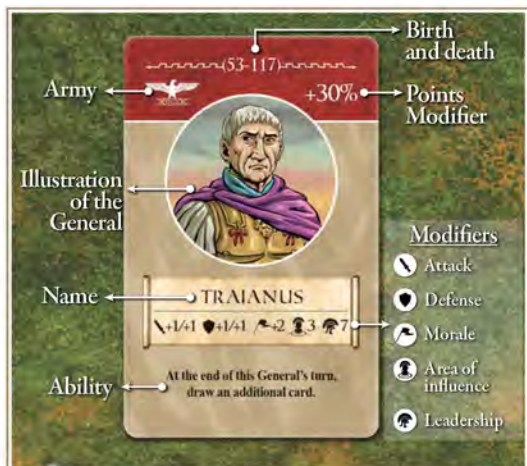 Birth
and death
(53-117)
Army
+30%
Points
Modifier
Illustration
of the
General
Modifiers
Attack
Defense
Morale
Area of
influence
Leadership
Name
TRAIANUS
+1/+1 +1/+1 +2 3 7
Ability
At the end of this General's turn,
draw an additional card.